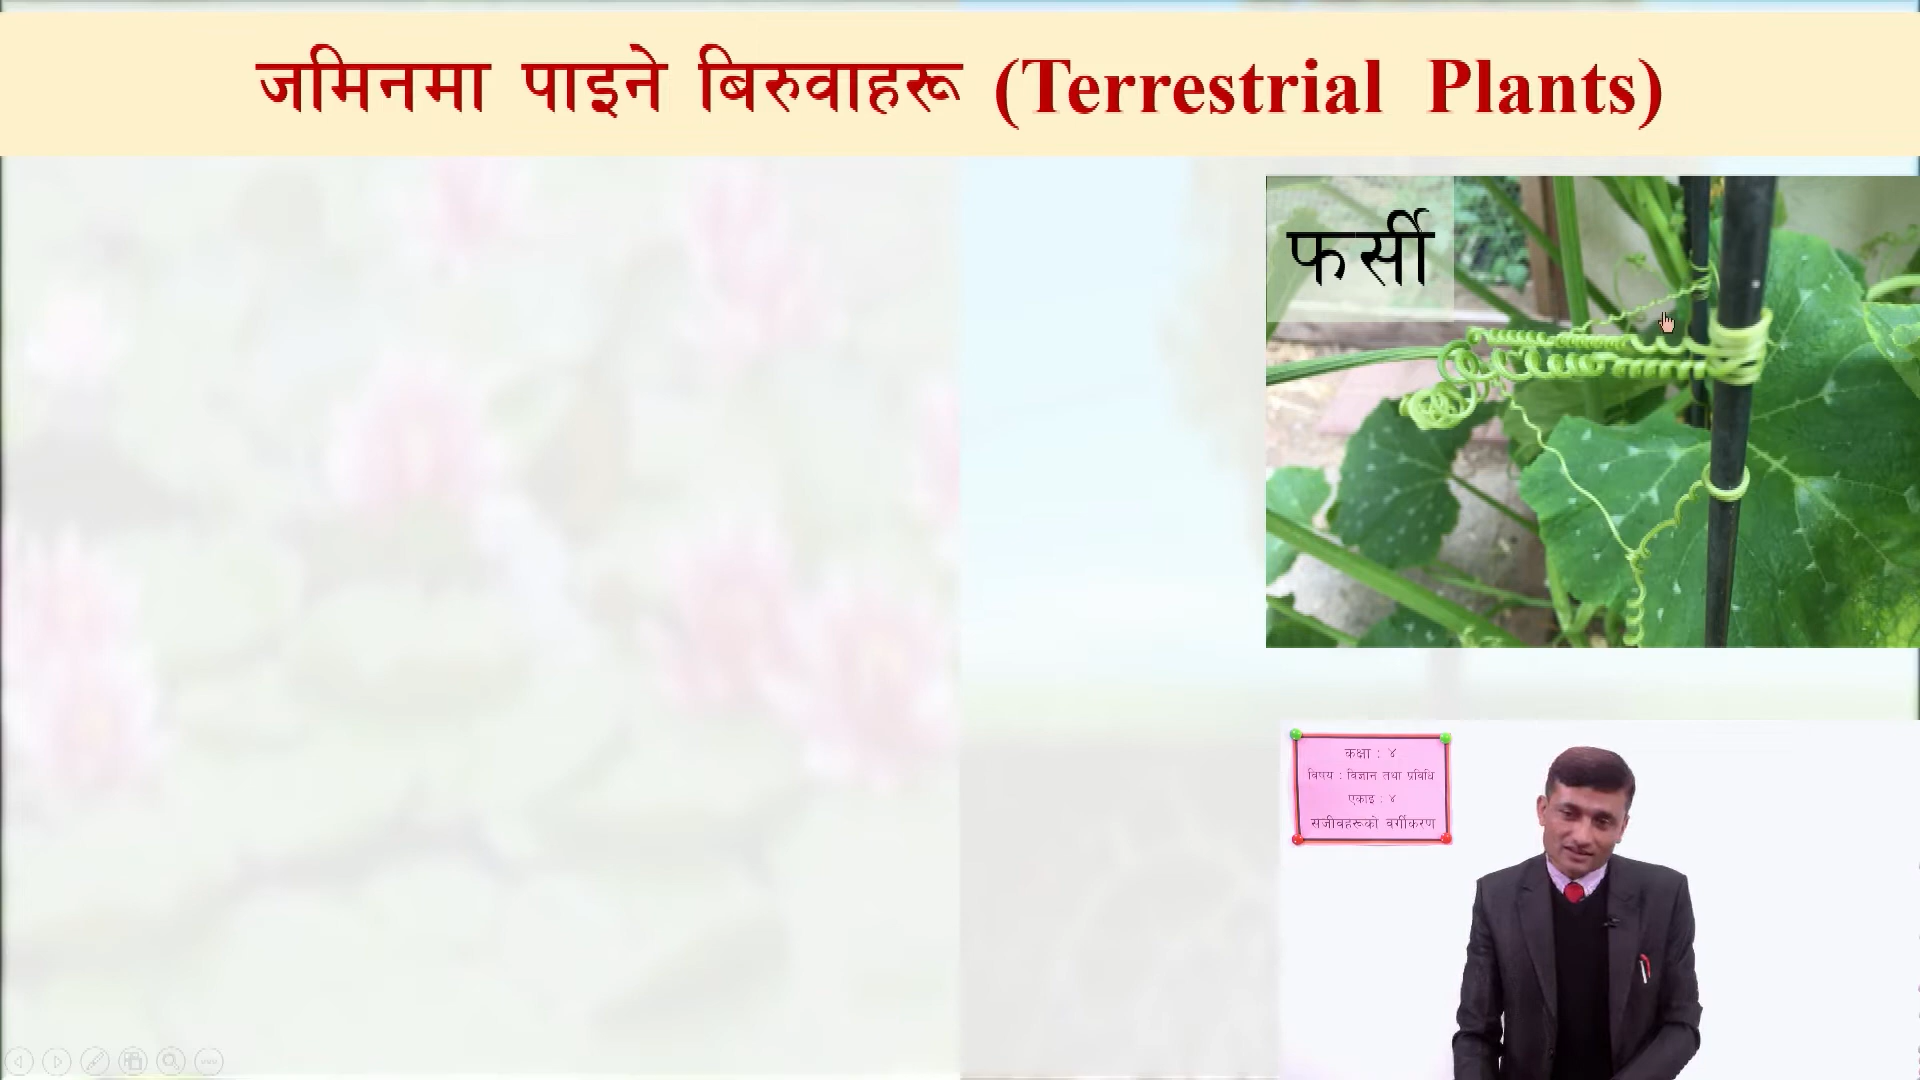 जमिनमा पाइने बिरुवाहरू (Terrestrial Plants)
फर्सी
कक्षा : ४
विषय : विज्ञान तथा प्रविधि
एकाइ : ४
सजीवहरूको वर्गीकरण